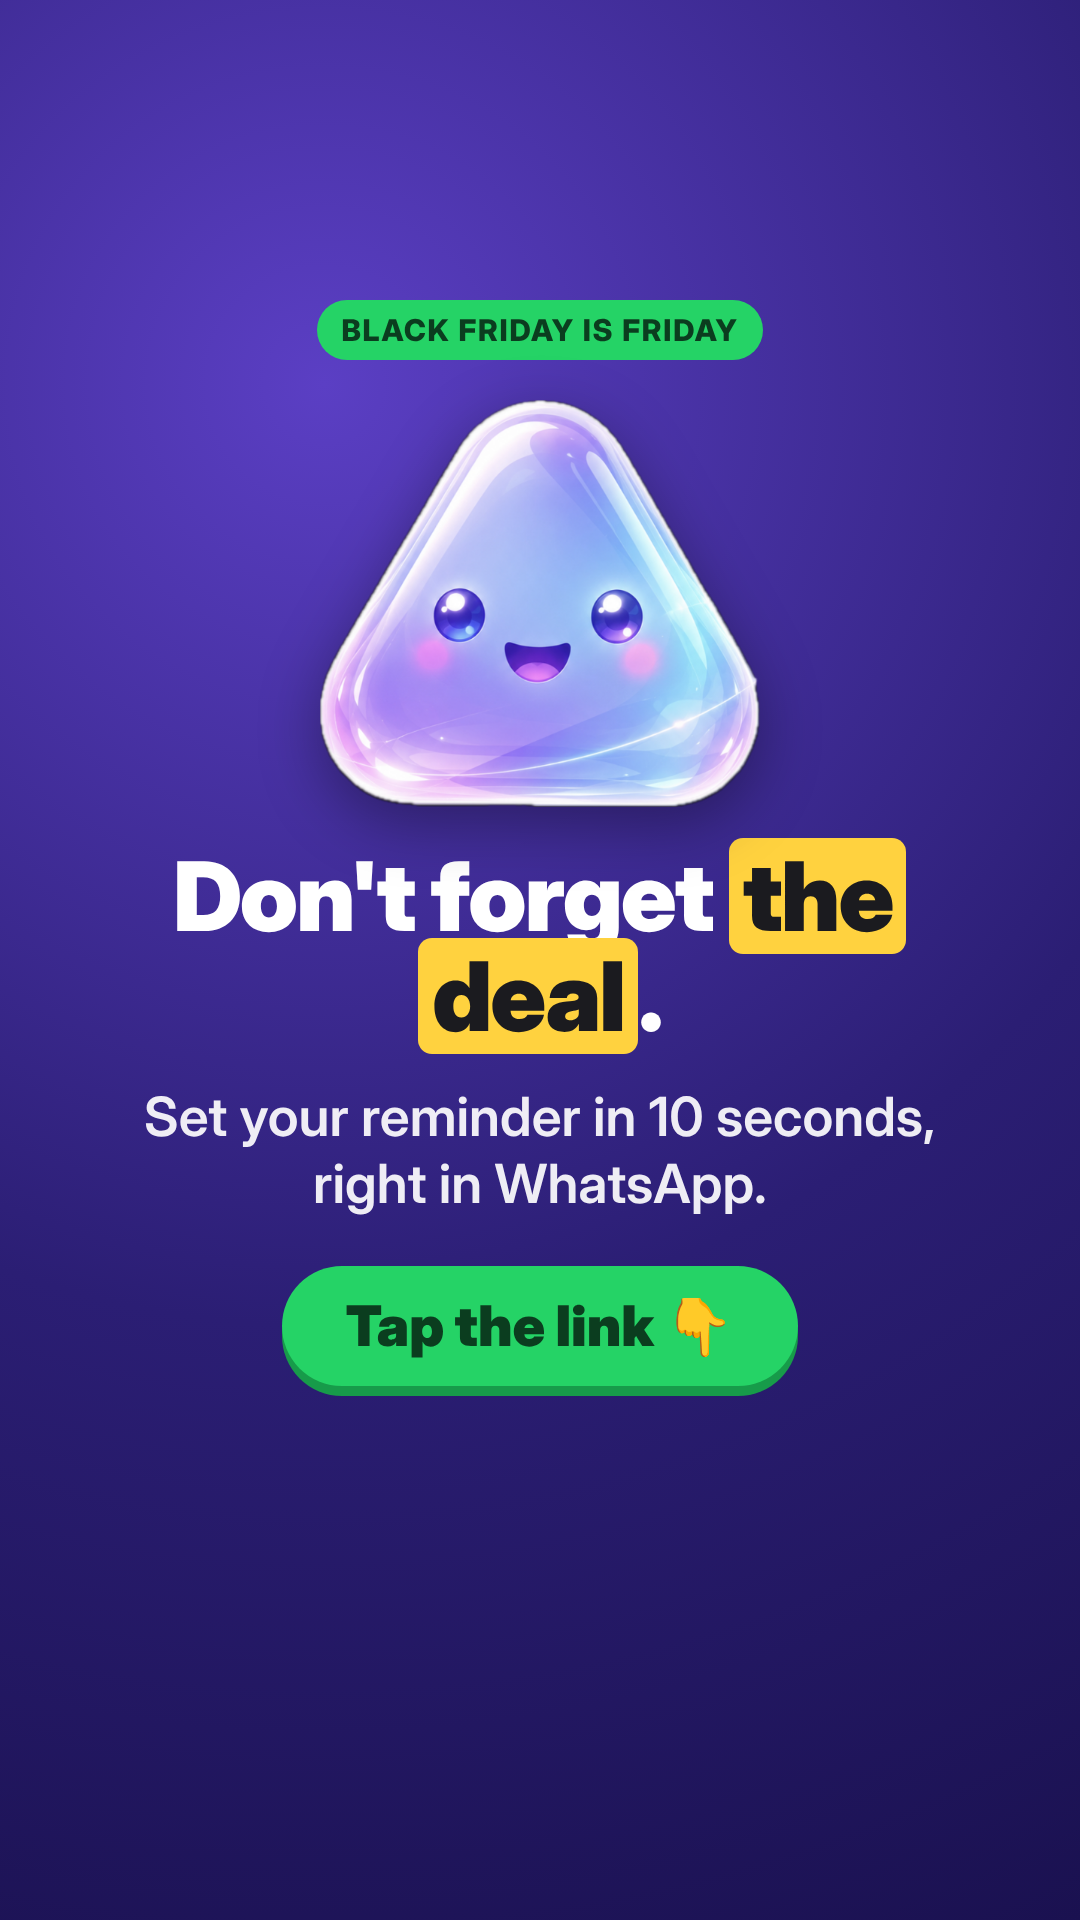 BLACK FRIDAY IS FRIDAY
Don't forget the
deal.
Set your reminder in 10 seconds,
right in WhatsApp.
Tap the link 👇